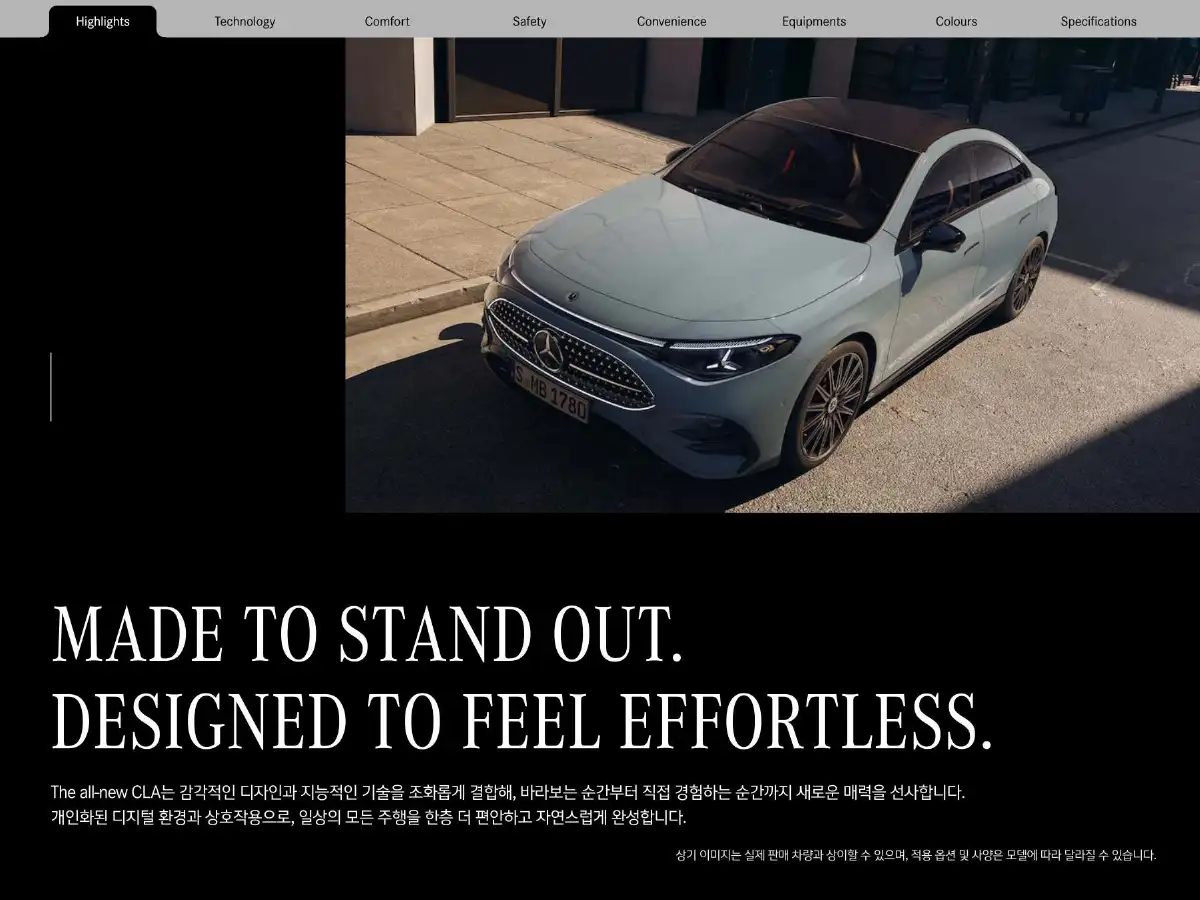 Highlights
Technology
Comfort
Safety
Convenience
Equipments
Colours
Specifications
S MB 1780
MADE TO STAND OUT.
DESIGNED TO FEEL EFFORTLESS.
The all-new CLA는 감각적인 디자인과 지능적인 기술을 조화롭게 결합해, 바라보는 순간부터 직접 경험하는 순간까지 새로운 매력을 선사합니다.
개인화된 디지털 환경과 상호작용으로, 일상의 모든 주행을 한층 더 편안하고 자연스럽게 완성합니다.
상기 이미지는 실제 판매 차량과 상이할 수 있으며, 적용 옵션 및 사양은 모델에 따라 달라질 수 있습니다.